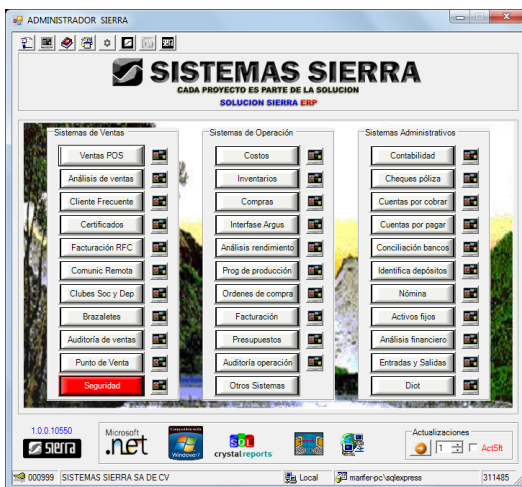 ADMINISTRADOR SIERRA
SISTEMAS SIERRA
CADA PROYECTO ES PARTE DE LA SOLUCION
SOLUCION SIERRA ERP
Sistemas de Ventas
Ventas POS
Análisis de ventas
Cliente Frecuente
Certificados
Facturación RFC
Comunic Remota
Clubes Soc y Dep
Brazaletes
Auditoría de ventas
Punto de Venta
Seguridad
Sistemas de Operación
Costos
Inventarios
Compras
Interfase Argus
Análisis rendimiento
Prog de producción
Ordenes de compra
Facturación
Presupuestos
Auditoría operación
Otros Sistemas
Sistemas Administrativos
Contabilidad
Cheques póliza
Cuentas por cobrar
Cuentas por pagar
Conciliación bancos
Identifica depósitos
Nómina
Activos fijos
Análisis financiero
Entradas y Salidas
Diot
1.0.0.10550
sierra
Microsoft
.net
Windows 7
SOL
crystal reports
Actualizaciones
1
ActSft
000999
SISTEMAS SIERRA SA DE CV
Local
marifer-pc\sqlexpress
311485